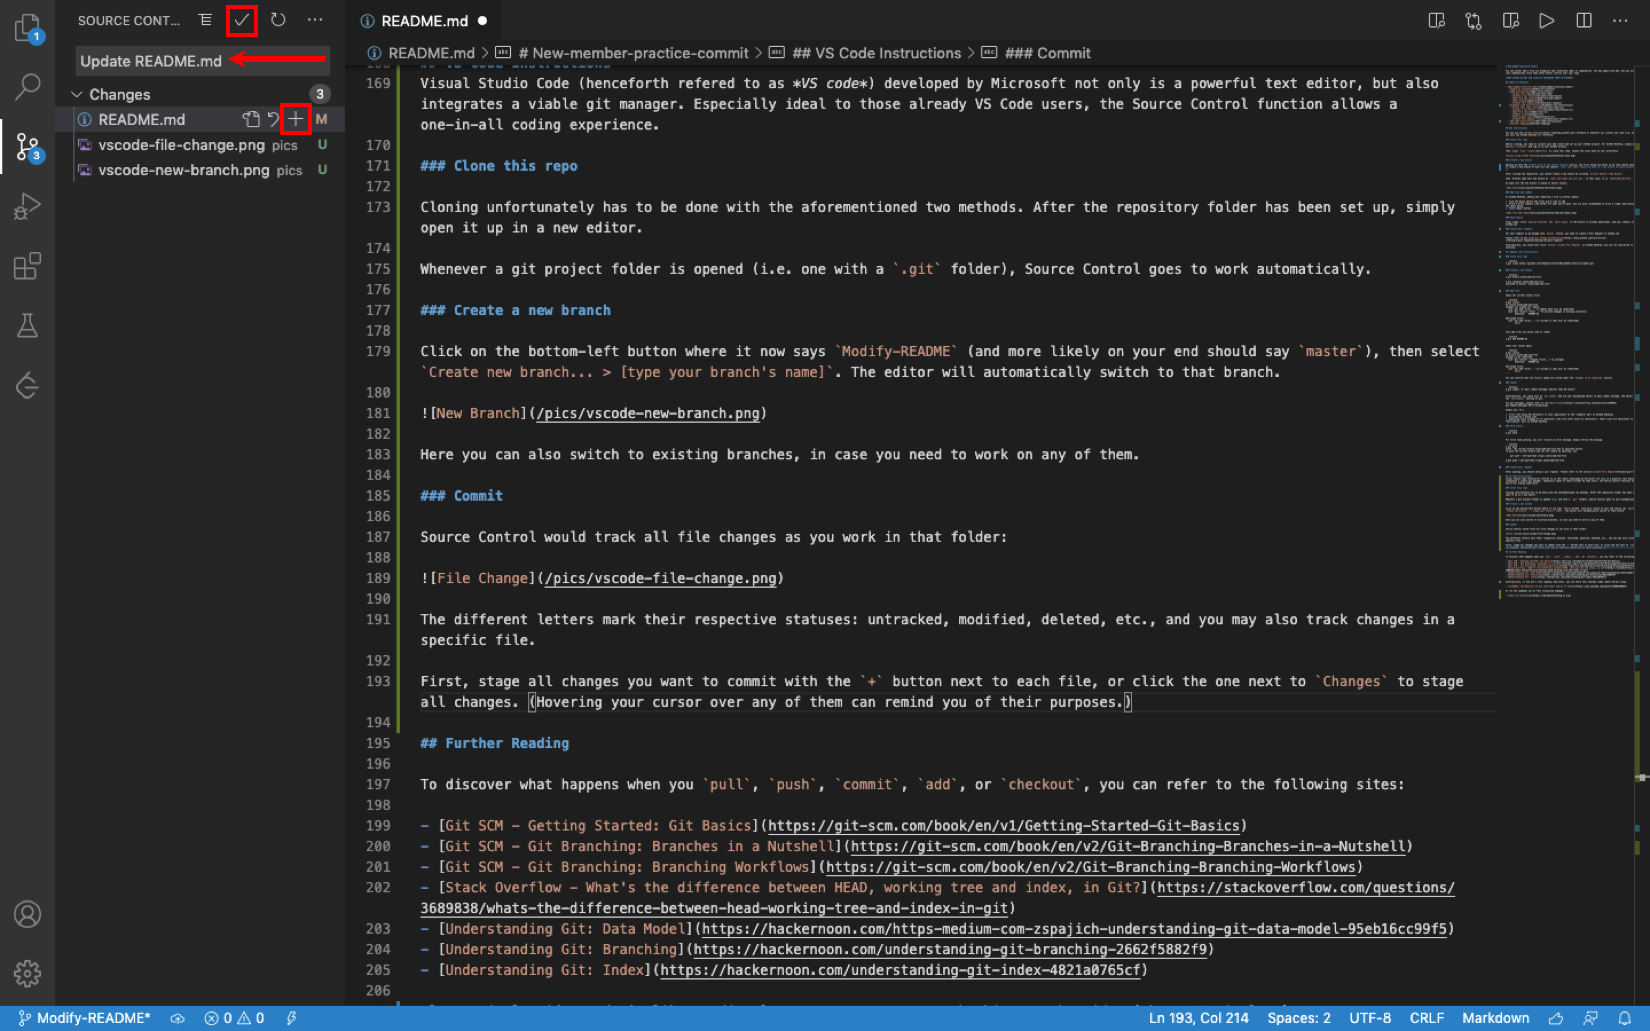 SOURCE CONT...
README.md
1
Update README.md
README.md > # New-member-practice-commit > ## VS Code Instructions > ### Commit
Changes 3
README.md M
vscode-file-change.png pics U
vscode-new-branch.png pics U
3
168 ## VS Code Instructions
169 Visual Studio Code (henceforth refered to as *VS code*) developed by Microsoft not only is a powerful text editor, but also
integrates a viable git manager. Especially ideal to those already VS Code users, the Source Control function allows a
one-in-all coding experience.
170
171 ### Clone this repo
172
173 Cloning unfortunately has to be done with the aforementioned two methods. After the repository folder has been set up, simply
open it up in a new editor.
174
175 Whenever a git project folder is opened (i.e. one with a `.git` folder), Source Control goes to work automatically.
176
177 ### Create a new branch
178
179 Click on the bottom-left button where it now says `Modify-README` (and more likely on your end should say `master`), then select
`Create new branch... > [type your branch's name]`. The editor will automatically switch to that branch.
180
181 ![New Branch](/pics/vscode-new-branch.png)
182
183 Here you can also switch to existing branches, in case you need to work on any of them.
184
185 ### Commit
186
187 Source Control would track all file changes as you work in that folder:
188
189 ![File Change](/pics/vscode-file-change.png)
190
191 The different letters mark their respective statuses: untracked, modified, deleted, etc., and you may also track changes in a
specific file.
192
193 First, stage all changes you want to commit with the `+` button next to each file, or click the one next to `Changes` to stage
all changes. (Hovering your cursor over any of them can remind you of their purposes.)
194
195 ## Further Reading
196
197 To discover what happens when you `pull`, `push`, `commit`, `add`, or `checkout`, you can refer to the following sites:
198
199 - [Git SCM - Getting Started: Git Basics](https://git-scm.com/book/en/v1/Getting-Started-Git-Basics)
200 - [Git SCM - Git Branching: Branches in a Nutshell](https://git-scm.com/book/en/v2/Git-Branching-Branches-in-a-Nutshell)
201 - [Git SCM - Git Branching: Branching Workflows](https://git-scm.com/book/en/v2/Git-Branching-Branching-Workflows)
202 - [Stack Overflow - What's the difference between HEAD, working tree and index, in Git?](https://stackoverflow.com/questions/
3689838/whats-the-difference-between-head-working-tree-and-index-in-git)
203 - [Understanding Git: Data Model](https://hackernoon.com/https-medium-com-zspajich-understanding-git-data-model-95eb16cc99f5)
204 - [Understanding Git: Branching](https://hackernoon.com/understanding-git-branching-2662f5882f9)
205 - [Understanding Git: Index](https://hackernoon.com/understanding-git-index-4821a0765cf)
206
Modify-README* 0 0 Ln 193, Col 214 Spaces: 2 UTF-8 CRLF Markdown